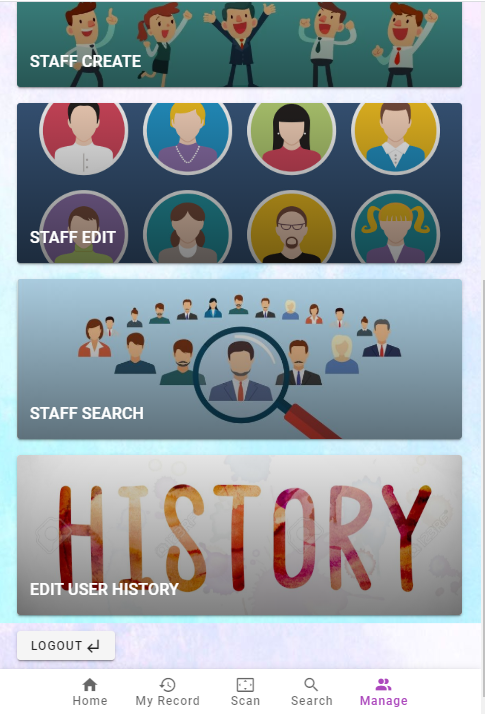 STAFF CREATE
STAFF EDIT
STAFF SEARCH
HISTORY
EDIT USER HISTORY
LOGOUT
Home My Record Scan Search Manage